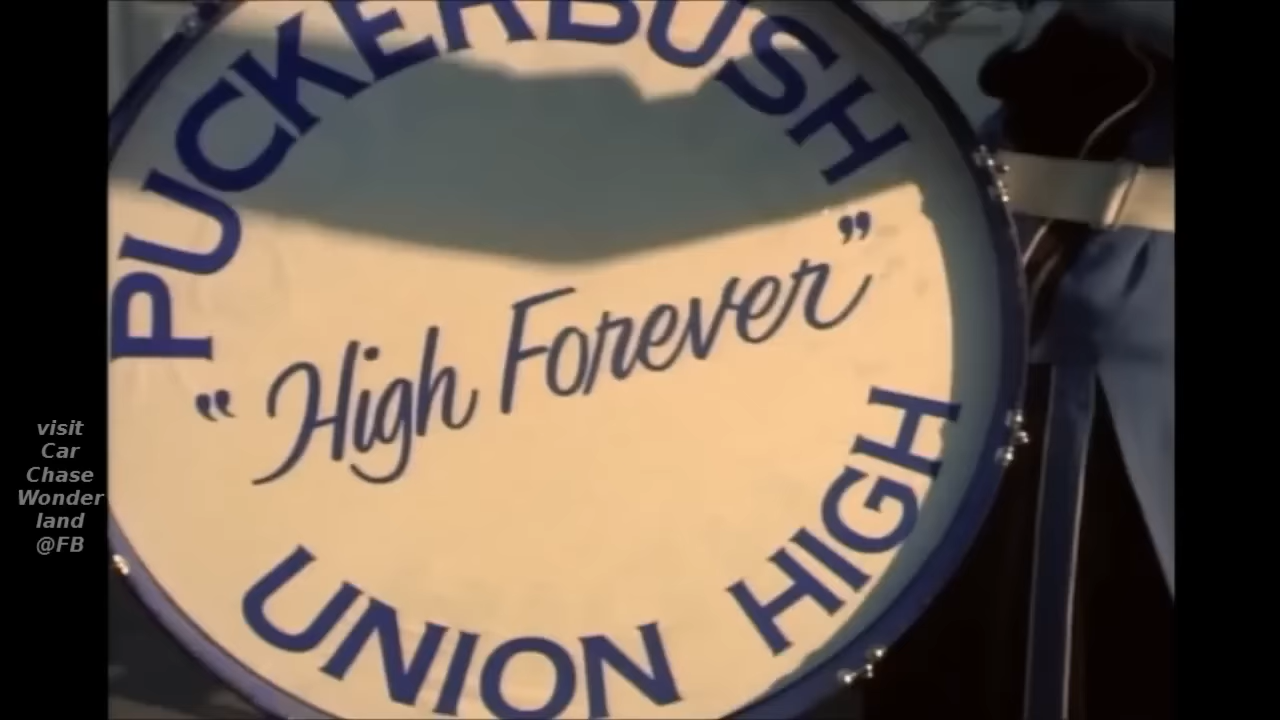 PUCKERBUSH
"High Forever"
UNION HIGH
visit
Car
Chase
Wonder
land
@FB